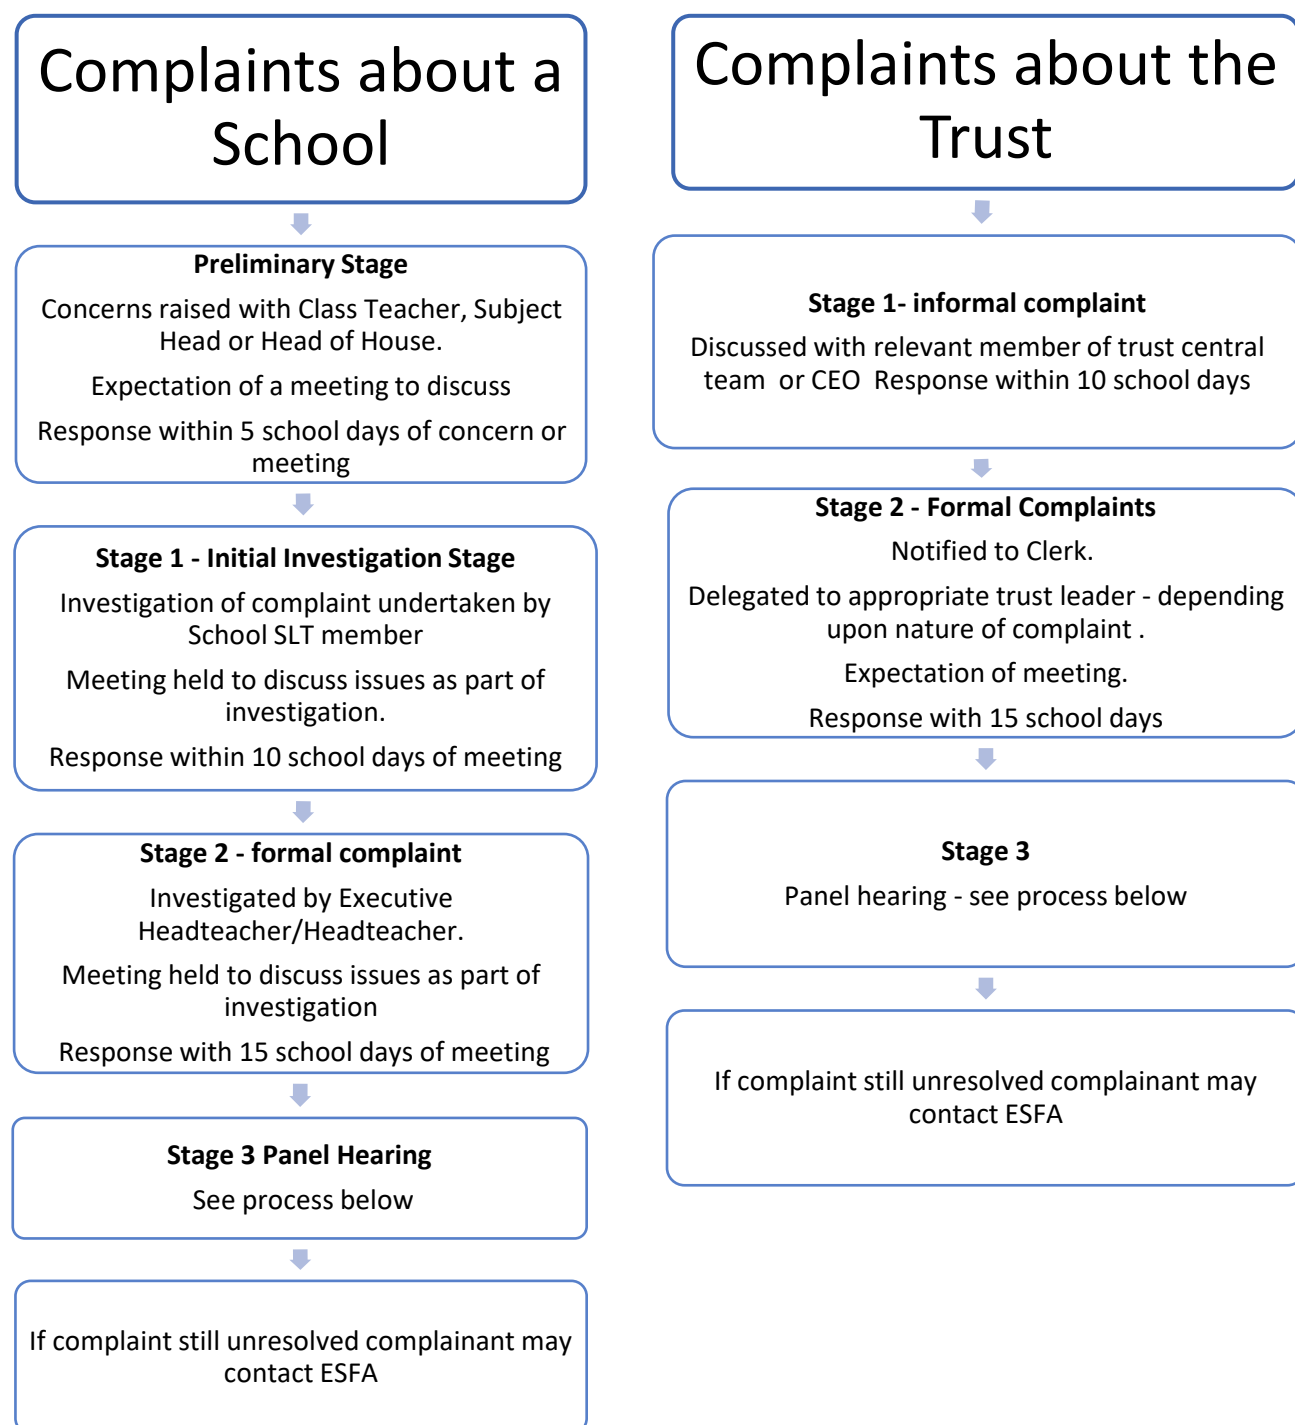 Complaints about a
School
Preliminary Stage
Concerns raised with Class Teacher, Subject
Head or Head of House.
Expectation of a meeting to discuss
Response within 5 school days of concern or
meeting
Stage 1 - Initial Investigation Stage
Investigation of complaint undertaken by
School SLT member
Meeting held to discuss issues as part of
investigation.
Response within 10 school days of meeting
Stage 2 - formal complaint
Investigated by Executive
Headteacher/Headteacher.
Meeting held to discuss issues as part of
investigation
Response with 15 school days of meeting
Stage 3 Panel Hearing
See process below
If complaint still unresolved complainant may
contact ESFA
Complaints about the
Trust
Stage 1- informal complaint
Discussed with relevant member of trust central
team  or CEO  Response within 10 school days
Stage 2 - Formal Complaints
Notified to Clerk.
Delegated to appropriate trust leader - depending
upon nature of complaint .
Expectation of meeting.
Response with 15 school days
Stage 3
Panel hearing - see process below
If complaint still unresolved complainant may
contact ESFA